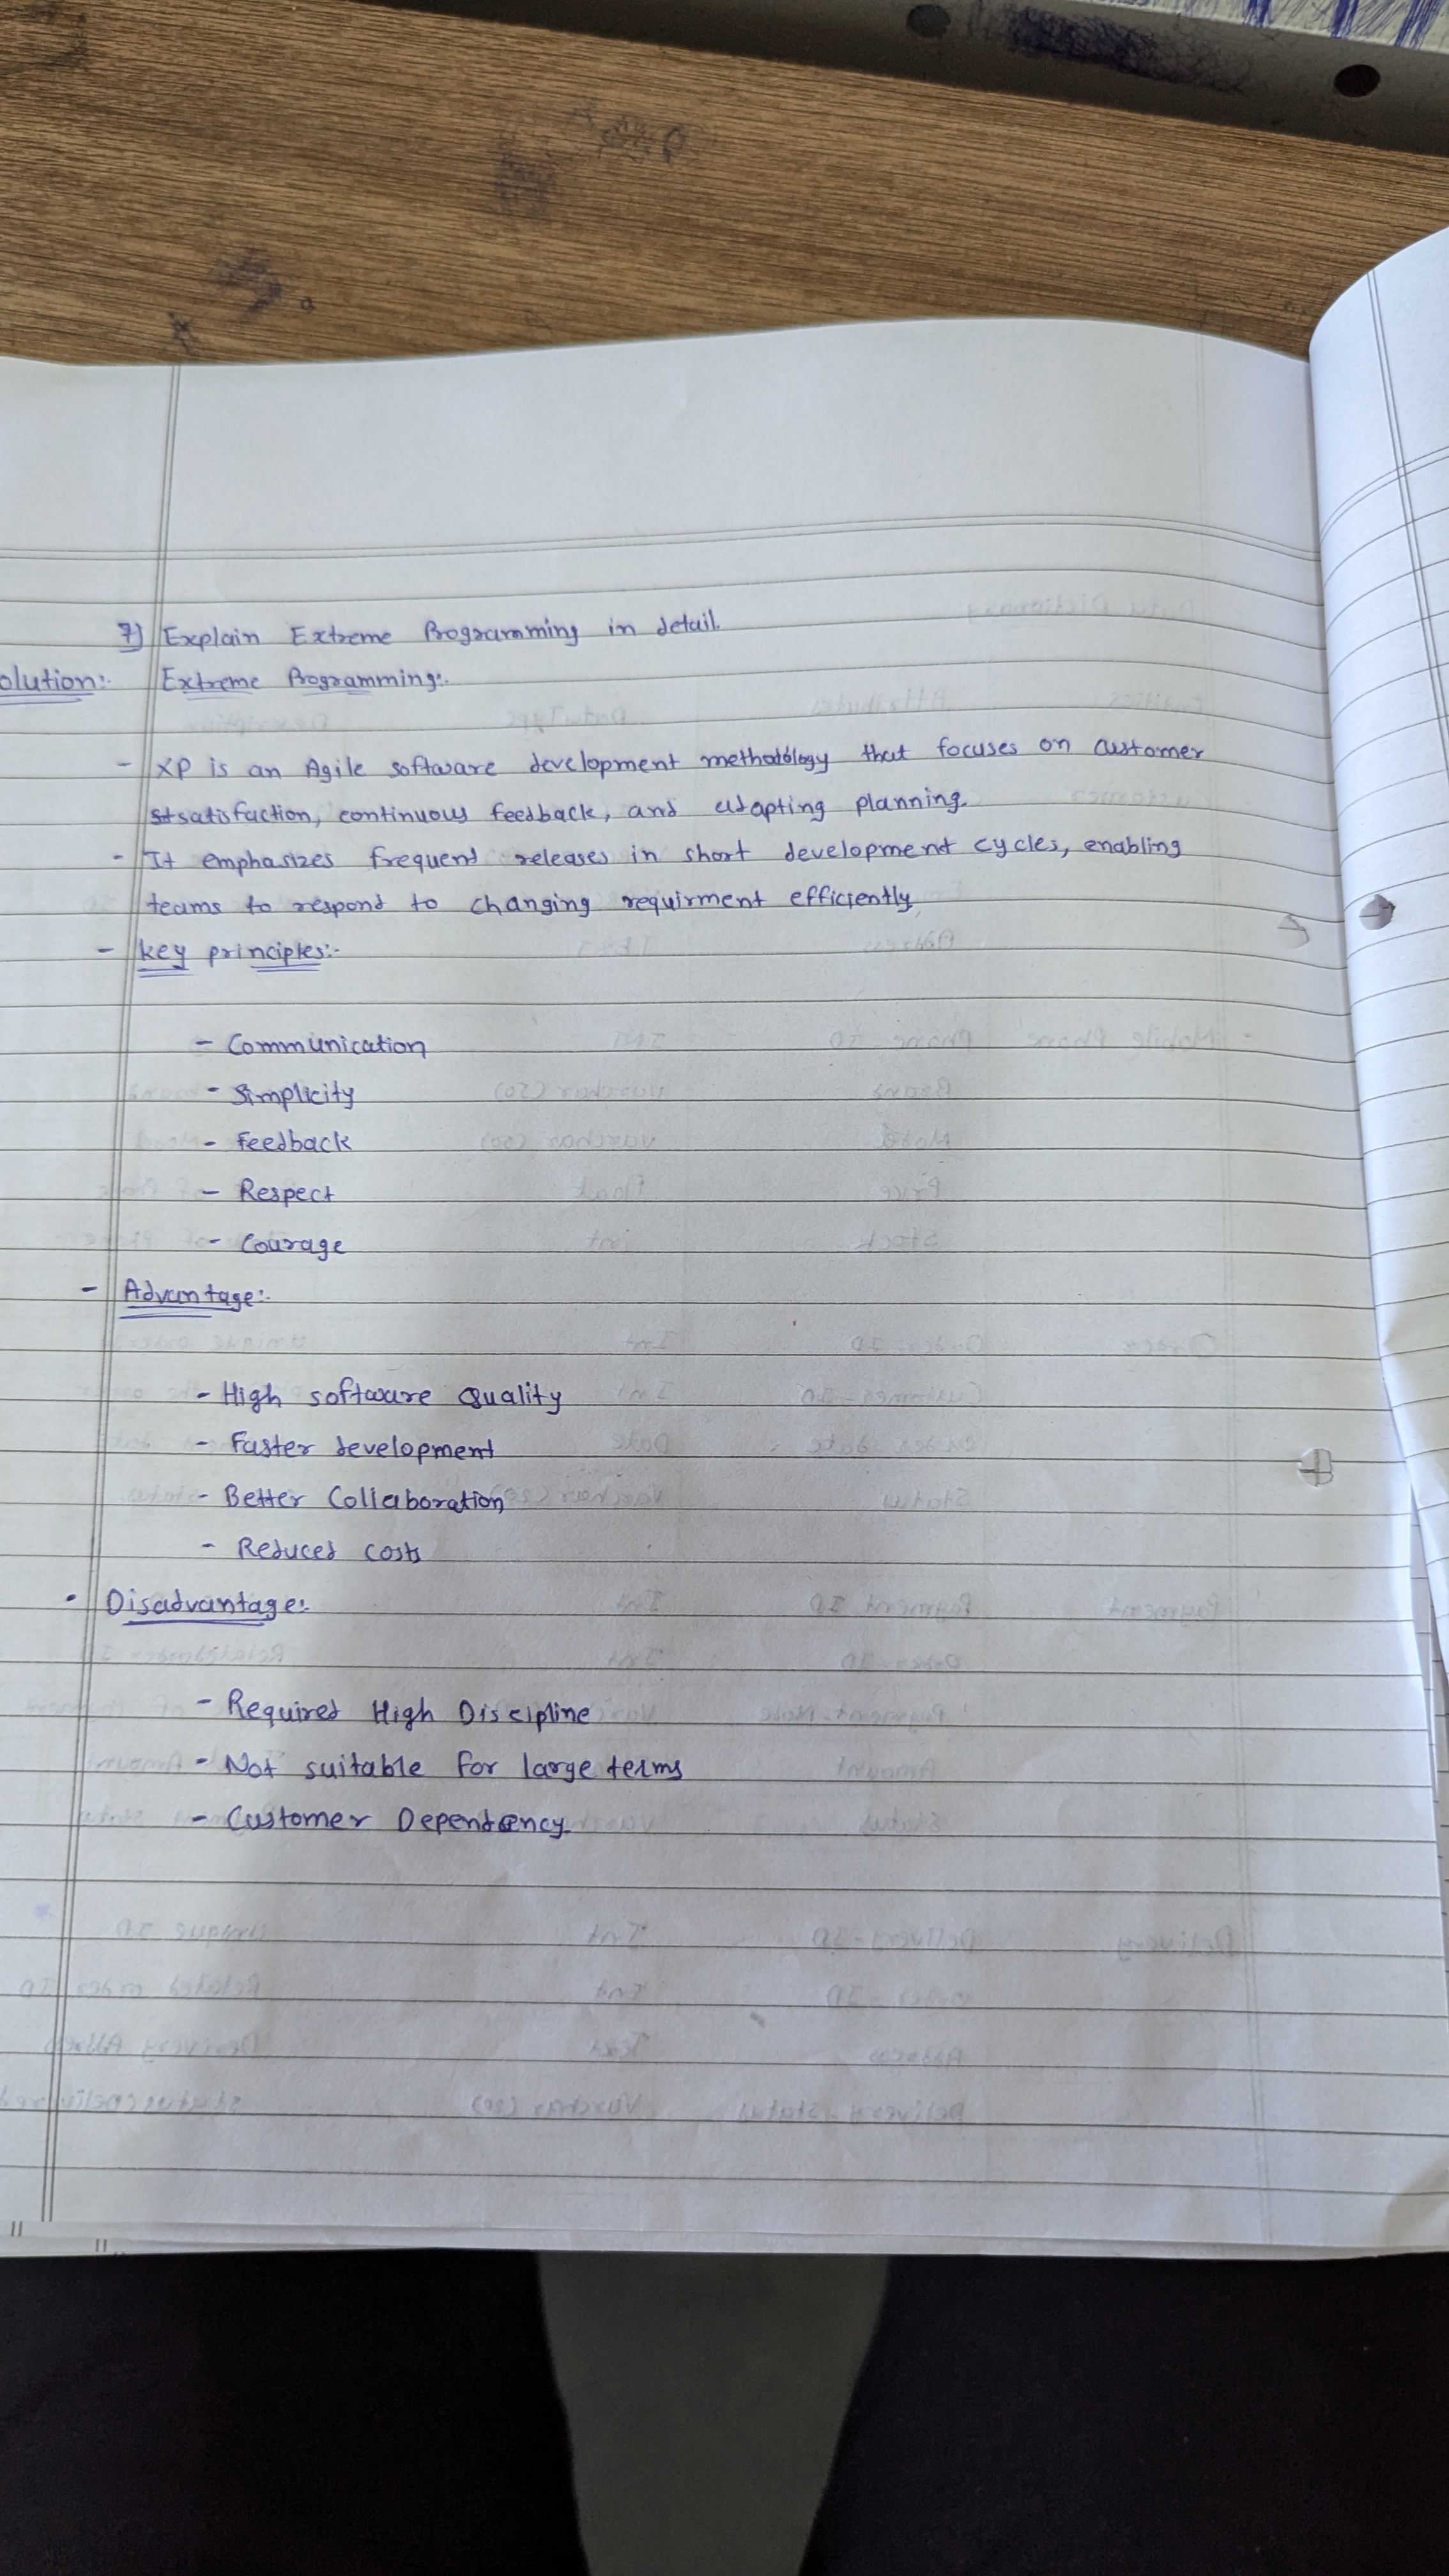 7) Explain Extreme Programming in detail.
olution:- Extreme Programming:-
- XP is an Agile software development methodology that focuses on customer
satisfaction, continuous feedback, and adapting planning.
- It emphasizes frequent releases in short development cycles, enabling
teams to respond to changing requirment efficiently
- key principles:-
- Communication
- Simplicity
- Feedback
- Respect
- Courage
- Advantage:-
- High software Quality
- Faster development
- Better Collaboration
- Reduced costs
• Disadvantage:-
- Required High Discipline
- Not suitable for large terms
- Customer Dependency